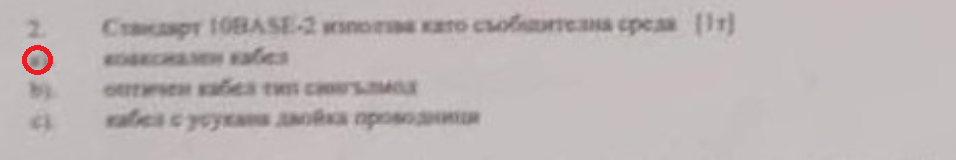 2. Стандарт 10BASE-2 използва като съобщителна среда [1т]
a) коаксиален кабел
b). оптичен кабел тип сингълмод
c). кабел с усукана двойка проводници